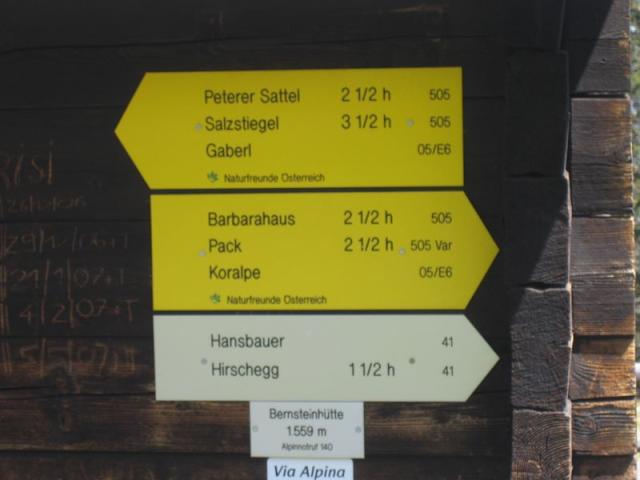 Peterer Sattel 2 1/2 h 505
Salzstiegel 3 1/2 h 505
Gaberl 05/E6
Naturfreunde Österreich
Barbarahaus 2 1/2 h 505
Pack 2 1/2 h 505 Var
Koralpe 05/E6
Naturfreunde Österreich
Hansbauer 41
Hirschegg 1 1/2 h 41
Bernsteinhütte
1.559 m
Alpinnotruf 140
Via Alpina